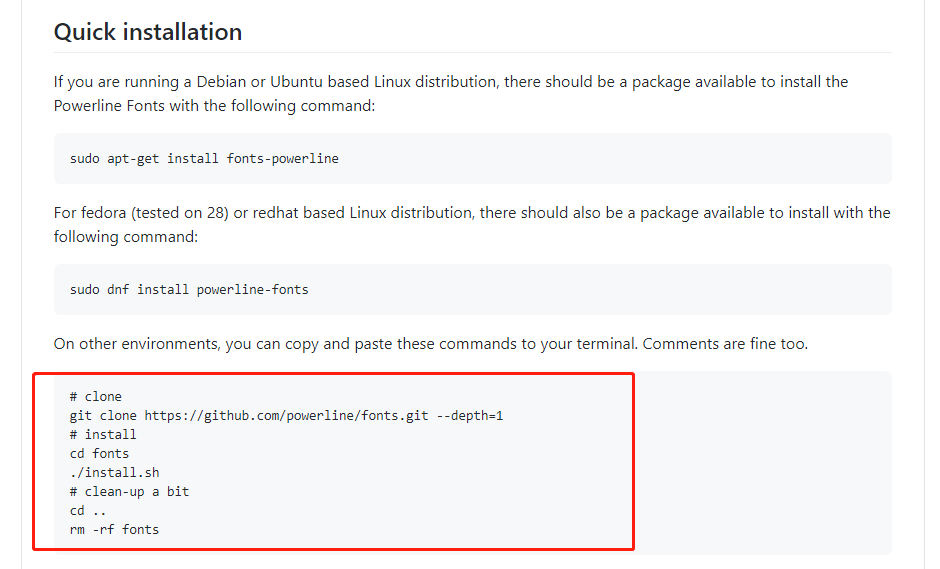 Quick installation
If you are running a Debian or Ubuntu based Linux distribution, there should be a package available to install the
Powerline Fonts with the following command:
sudo apt-get install fonts-powerline
For fedora (tested on 28) or redhat based Linux distribution, there should also be a package available to install with the
following command:
sudo dnf install powerline-fonts
On other environments, you can copy and paste these commands to your terminal. Comments are fine too.
# clone
git clone https://github.com/powerline/fonts.git --depth=1
# install
cd fonts
./install.sh
# clean-up a bit
cd ..
rm -rf fonts